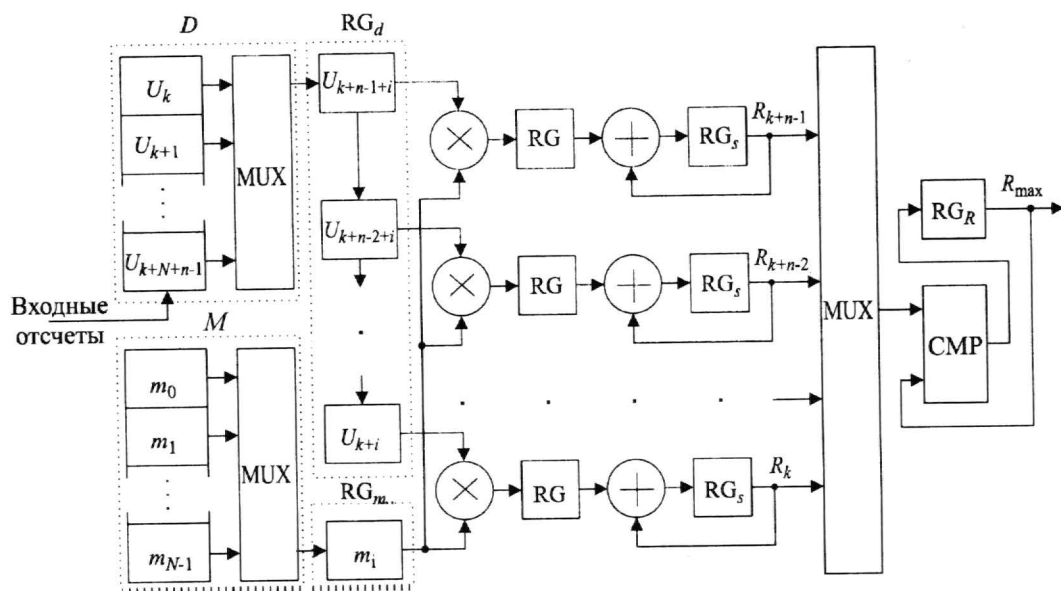 D
RG_d
U_k
U_{k+1}
U_{k+N+n-1}
MUX
U_{k+n-1+i}
U_{k+n-2+i}
U_{k+i}
Входные
отсчеты
M
m_0
m_1
m_{N-1}
MUX
RG_{m..}
m_i
RG
RG_s
R_{k+n-1}
RG
RG_s
R_{k+n-2}
RG
RG_s
R_k
MUX
RG_R
R_max
CMP